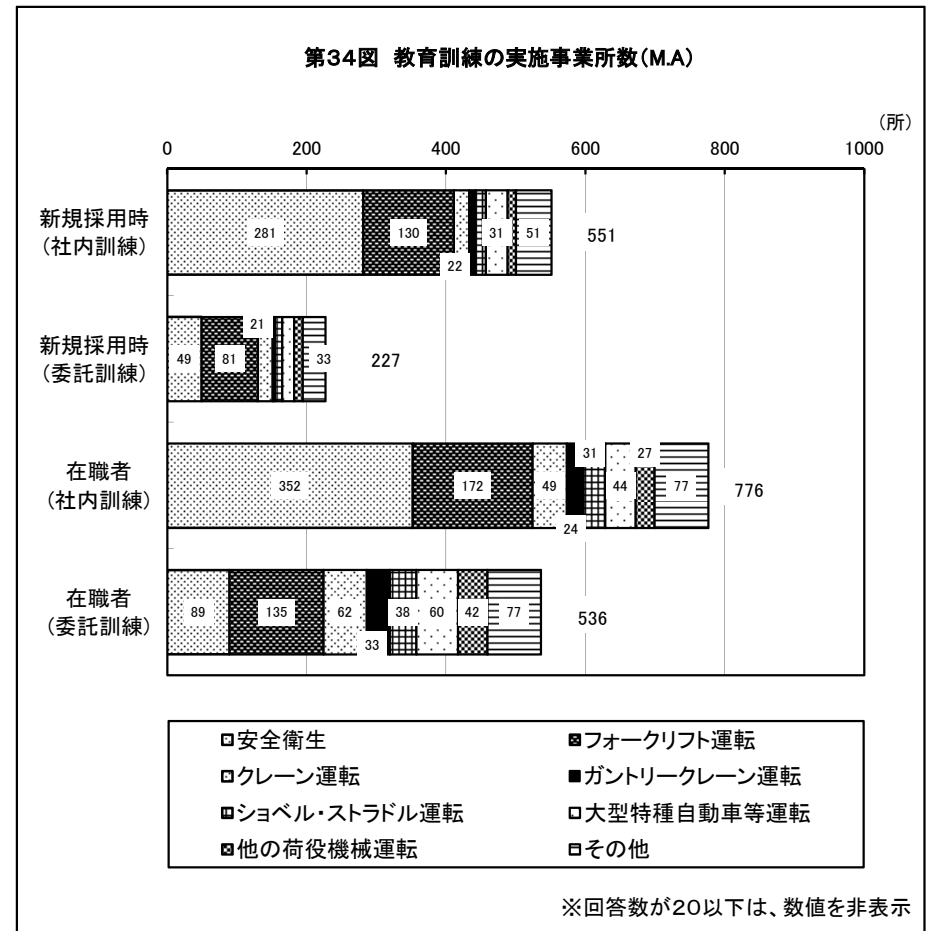 第34図 教育訓練の実施事業所数(M.A)
(所)
0 200 400 600 800 1000
新規採用時
(社内訓練)
281 130 22 31 51 551
新規採用時
(委託訓練)
49 81 21 33 227
在職者
(社内訓練)
352 172 49 24 31 44 27 77 776
在職者
(委託訓練)
89 135 62 33 38 60 42 77 536
安全衛生 フォークリフト運転
クレーン運転 ガントリークレーン運転
ショベル・ストラドル運転 大型特種自動車等運転
他の荷役機械運転 その他
※回答数が20以下は、数値を非表示